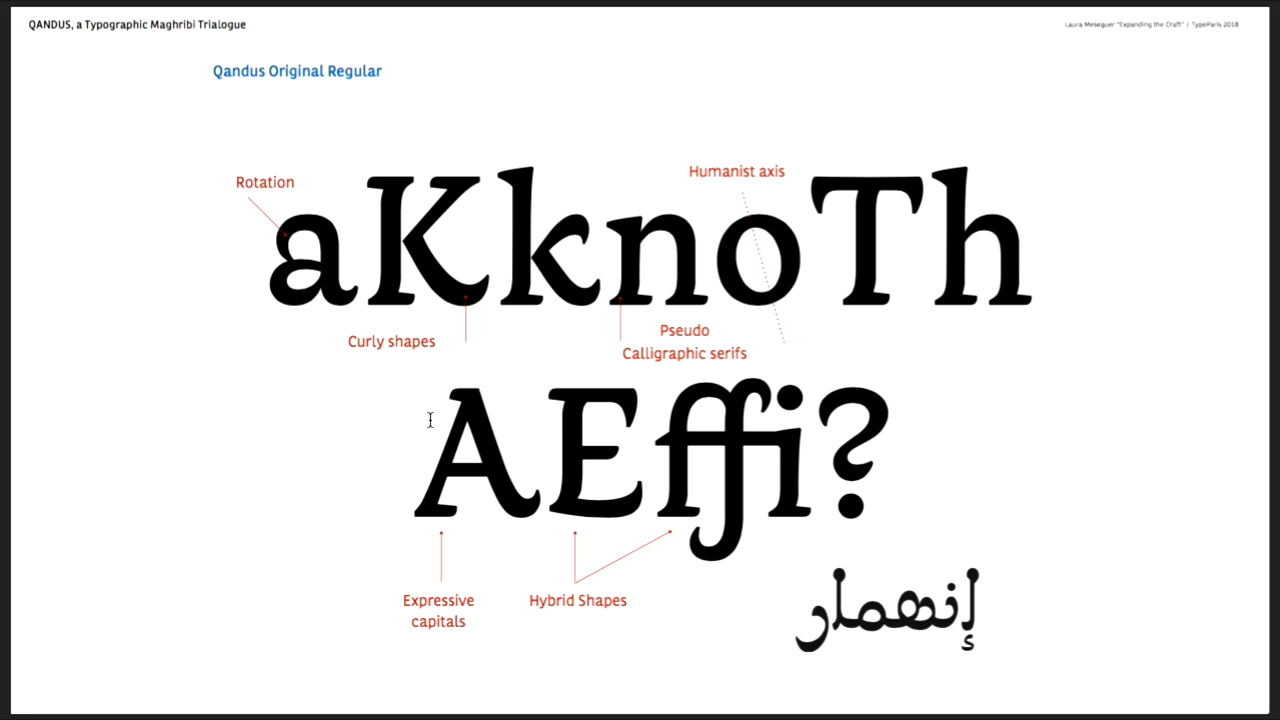 QANDUS, a Typographic Maghribi Trialogue
Laura Meseguer "Expanding the Craft" | TypeParis 2018
Qandus Original Regular
Rotation
Humanist axis
aKknoTh
Curly shapes
Pseudo
Calligraphic serifs
AEffi?
Expressive
capitals
Hybrid Shapes
إنهمار